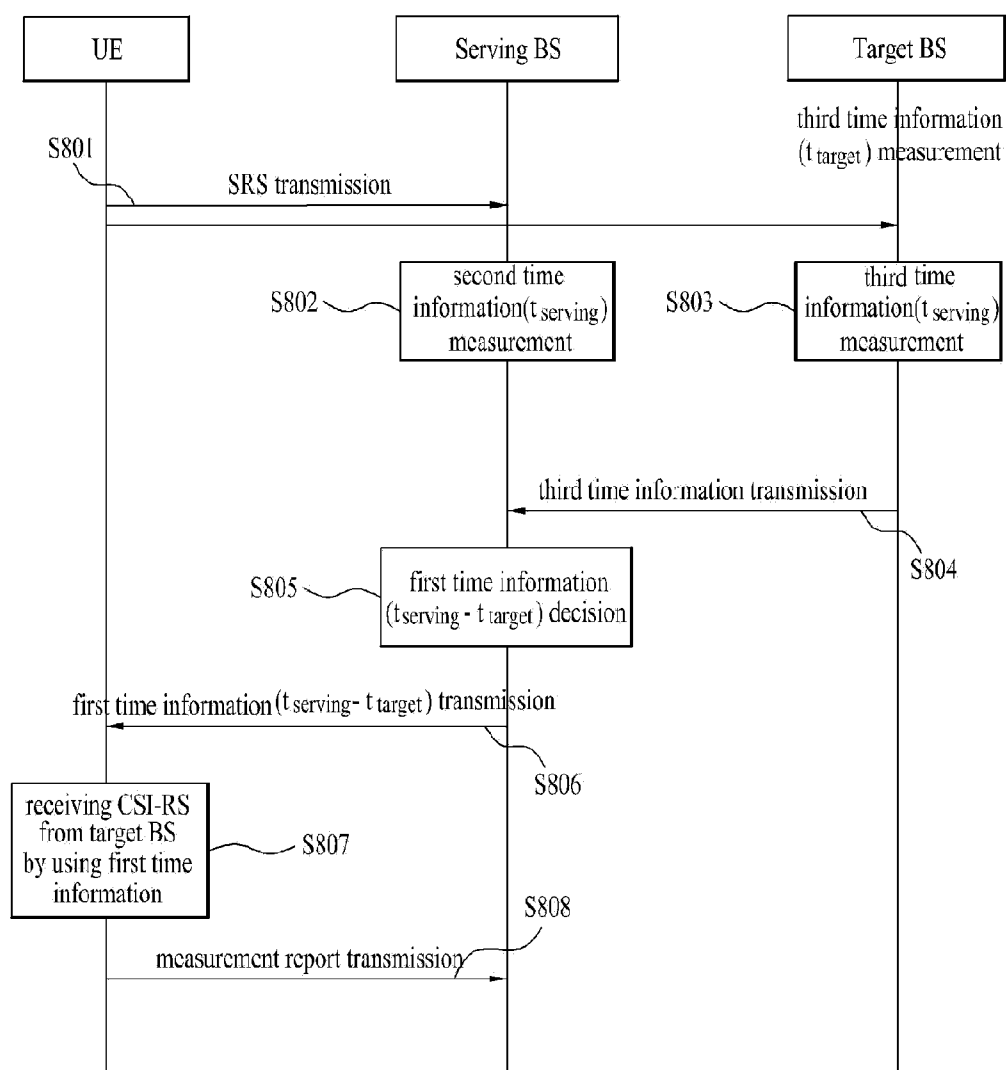 UE
Serving BS
Target BS
third time information
(t target) measurement
S801
SRS transmission
S802
second time
information(t serving)
measurement
S803
third time
information(t serving)
measurement
third time information transmission
S804
S805
first time information
(t serving - t target) decision
first time information (t serving- t target) transmission
S806
receiving CSI-RS
from target BS
by using first time
information
S807
S808
measurement report transmission